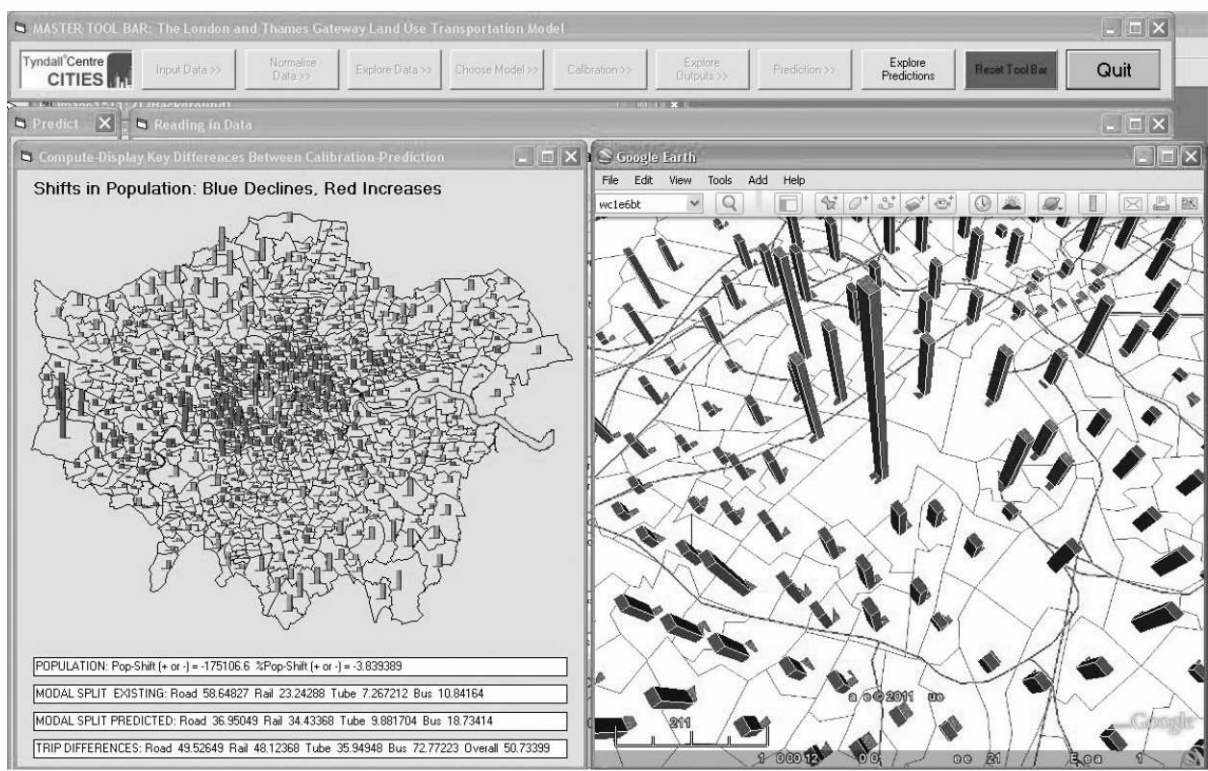 MASTER TOOL BAR: The London and Thames Gateway Land Use Transportation Model
Tyndall°Centre
CITIES
Input Data >>
Normalise
Data >>
Explore Data >>
Choose Model >>
Calibration >>
Explore
Outputs >>
Prediction >>
Explore
Predictions
Reset Tool Bar
Quit
Predict
Reading in Data
Compute-Display Key Differences Between Calibration-Prediction
Shifts in Population: Blue Declines, Red Increases
POPULATION: Pop-Shift (+ or -) = -175106.6 %Pop-Shift (+ or -) = -3.839389
MODAL SPLIT EXISTING: Road 58.64827 Rail 23.24288 Tube 7.267212 Bus 10.84164
MODAL SPLIT PREDICTED: Road 36.95049 Rail 34.43368 Tube 9.881704 Bus 18.73414
TRIP DIFFERENCES: Road 49.52649 Rail 48.12368 Tube 35.94948 Bus 72.77223 Overall 50.73399
Google Earth
File Edit View Tools Add Help
wc1e6bt
2011
211
Google